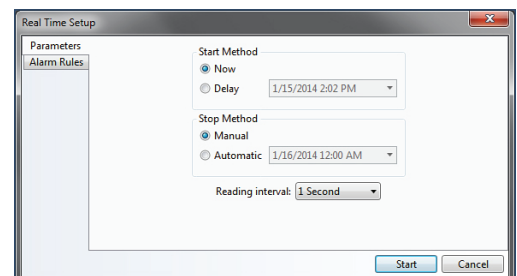 Real Time Setup
Parameters
Alarm Rules
Start Method
Now
Delay 1/15/2014 2:02 PM
Stop Method
Manual
Automatic 1/16/2014 12:00 AM
Reading interval: 1 Second
Start Cancel